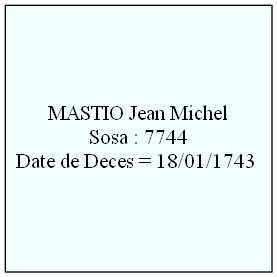 MASTIO Jean Michel
Sosa : 7744
Date de Deces = 18/01/1743